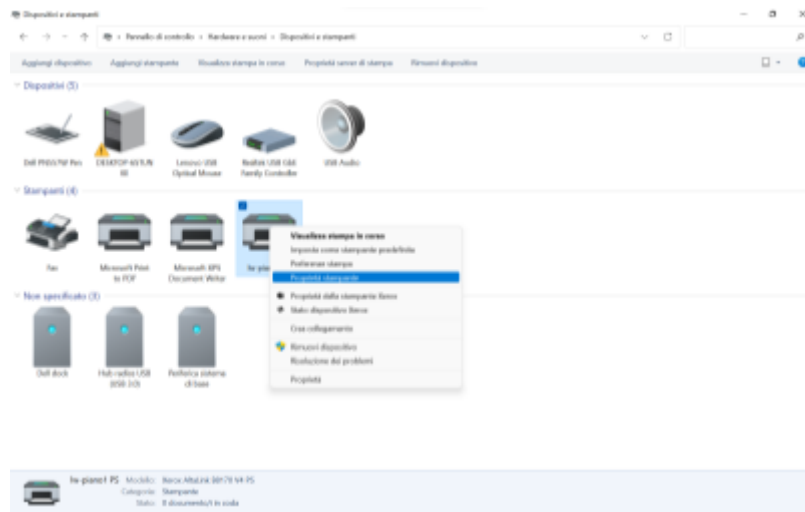 Dispositivi e stampanti
Pannello di controllo › Hardware e suoni › Dispositivi e stampanti
Aggiungi dispositivo Aggiungi stampante Visualizza stampa in corso Proprietà server di stampa Rimuovi dispositivo
Dispositivi (5)
Dell PN557W Pen
Lenovo USB
Optical Mouse
Realtek USB GbE
Family Controller
USB Audio
Stampanti (4)
Fax
Microsoft Print
to PDF
Microsoft XPS
Document Writer
Visualizza stampa in corso
Imposta come stampante predefinita
Preferenze stampa
Proprietà stampante
Proprietà della stampante Xerox
Stato dispositivo Xerox
Crea collegamento
Rimuovi dispositivo
Risoluzione dei problemi
Proprietà
Non specificato (3)
Dell dock
Hub radice USB
(USB 3.0)
Periferica sistema
di base
PS Modello: Xerox AltaLink V4 PS
Categoria: Stampante
Stato: 0 documento/i in coda